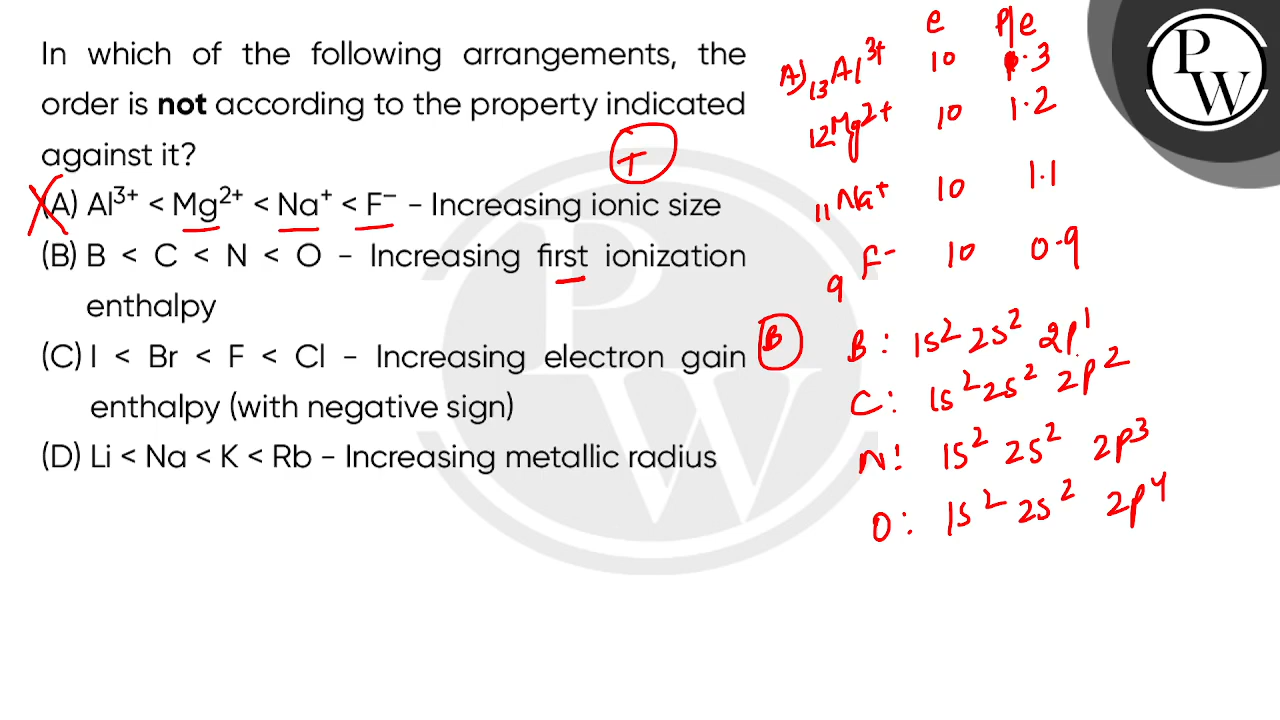 In which of the following arrangements, the
order is not according to the property indicated
against it?
(A) Al³⁺ < Mg²⁺ < Na⁺ < F⁻ – Increasing ionic size
(B) B < C < N < O – Increasing first ionization
enthalpy
(C) I < Br < F < Cl – Increasing electron gain
enthalpy (with negative sign)
(D) Li < Na < K < Rb – Increasing metallic radius
T
e P/e
A) ₁₃Al³⁺ 10 1.3
₁₂Mg²⁺ 10 1.2
₁₁Na⁺ 10 1.1
₉F⁻ 10 0.9
B
B: 1s² 2s² 2p¹
C: 1s² 2s² 2p²
N: 1s² 2s² 2p³
O: 1s² 2s² 2p⁴
P
W
P
W